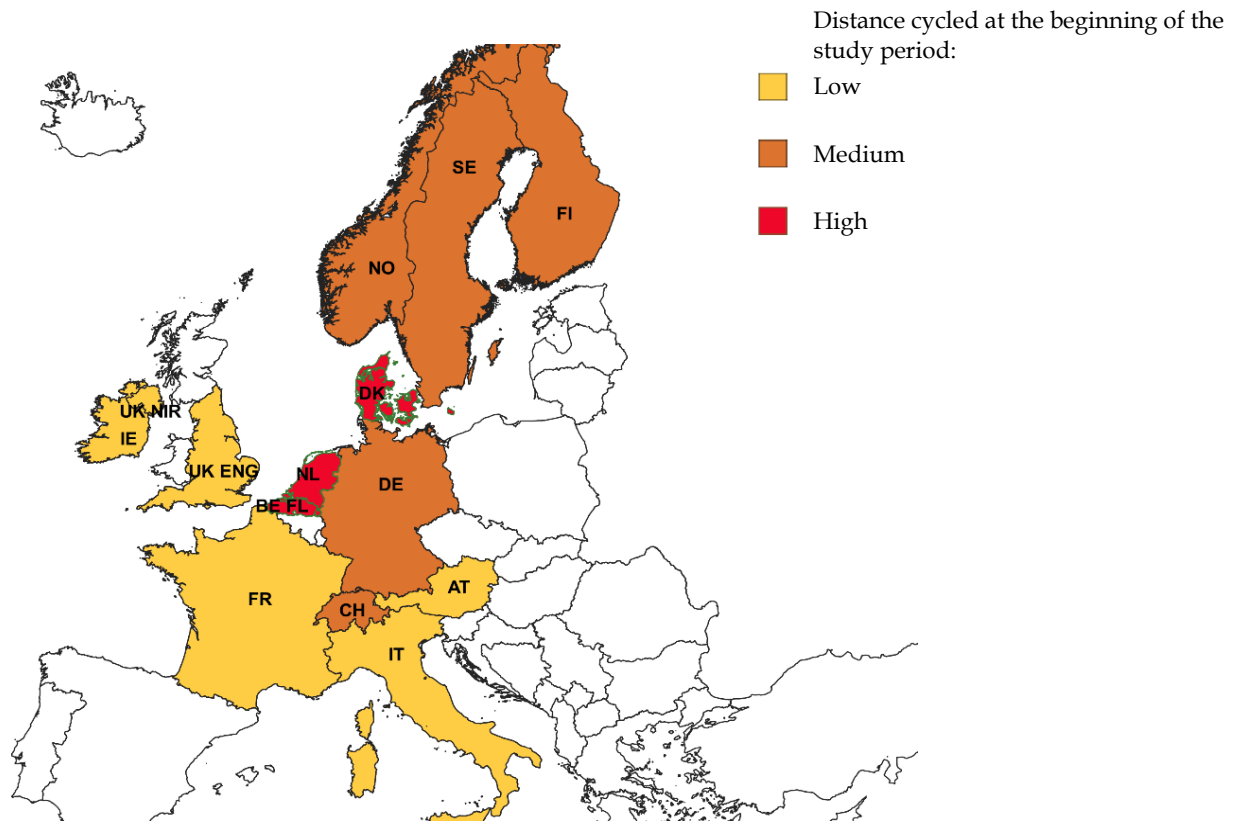 Distance cycled at the beginning of the
study period:
Low
Medium
High
SE
FI
NO
DK
UK NIR
IE
UK ENG
NL
BE FL
DE
AT
FR
CH
IT